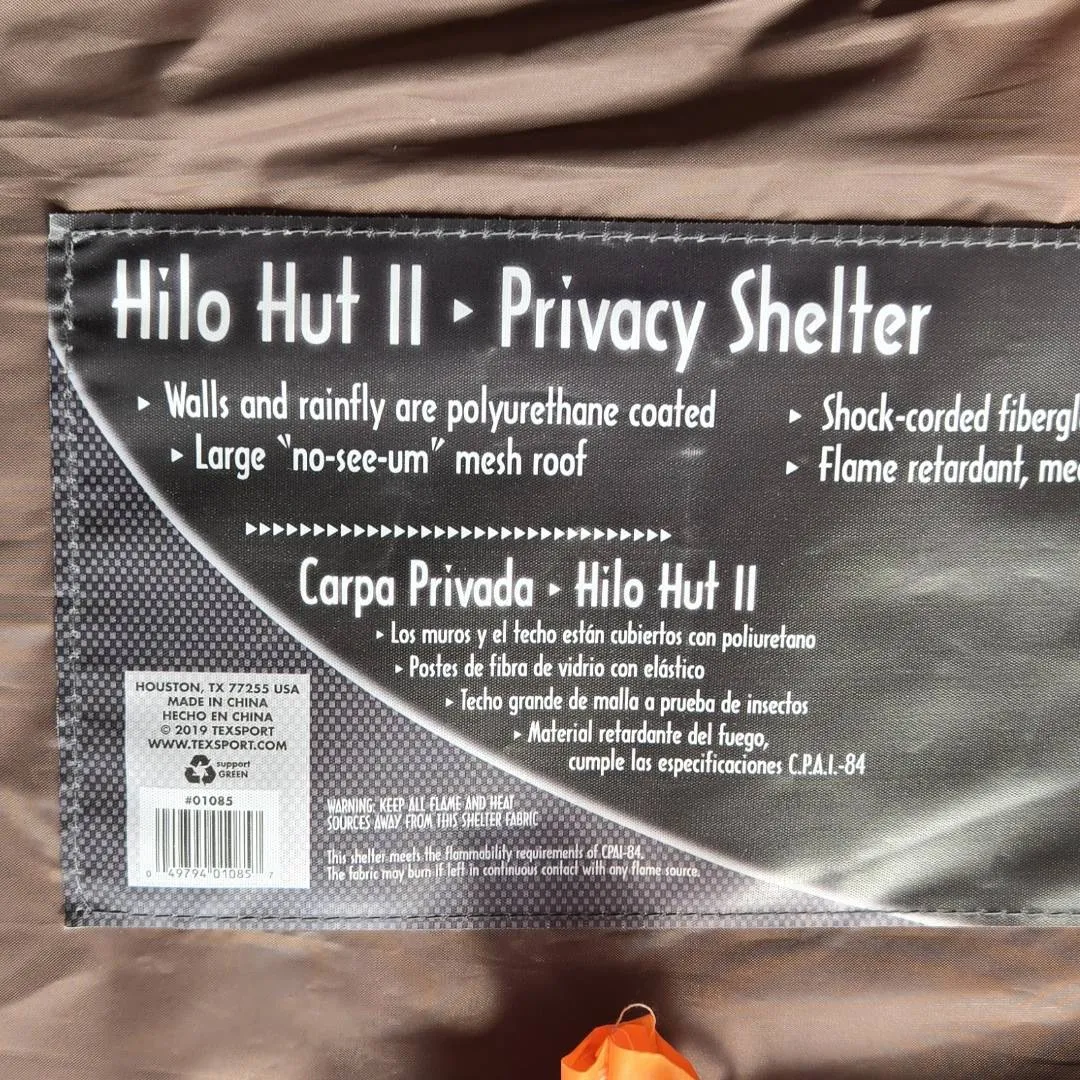 Hilo Hut II ▸ Privacy Shelter
▸ Walls and rainfly are polyurethane coated
▸ Large "no-see-um" mesh roof
▸ Shock-corded
▸ Flame retardant,
Carpa Privada ▸ Hilo Hut II
▸ Los muros y el techo están cubiertos con poliuretano
▸ Postes de fibra de vidrio con elástico
▸ Techo grande de malla a prueba de insectos
▸ Material retardante del fuego,
cumple las especificaciones C.P.A.I.-84
HOUSTON, TX 77255 USA
MADE IN CHINA
HECHO EN CHINA
© 2019 TEXSPORT
WWW.TEXSPORT.COM
support
GREEN
#01085
0 49794 01085 7
WARNING: KEEP ALL FLAME AND HEAT
SOURCES AWAY FROM THIS SHELTER FABRIC
This shelter meets the flammability requirements of CPAI-84.
The fabric may burn if left in continuous contact with any flame source.